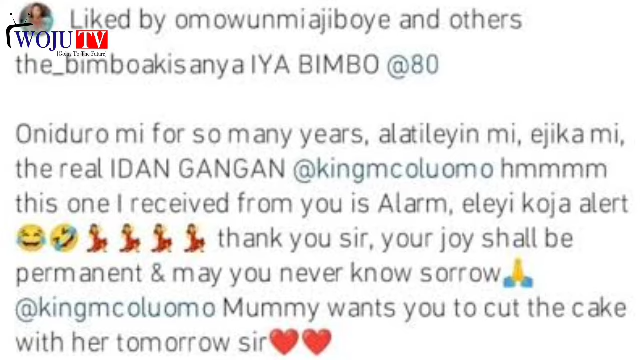 Liked by omowunmiajiboye and others
WOJU TV
the_bimboakisanya IYA BIMBO @80
Oniduro mi for so many years, alatileyin mi, ejika mi,
the real IDAN GANGAN @kingmcoluomo hmmmm
this one I received from you is Alarm, eleyi koja alert
😂🤣💃💃💃💃 thank you sir, your joy shall be
permanent & may you never know sorrow🙏
@kingmcoluomo Mummy wants you to cut the cake
with her tomorrow sir❤️❤️